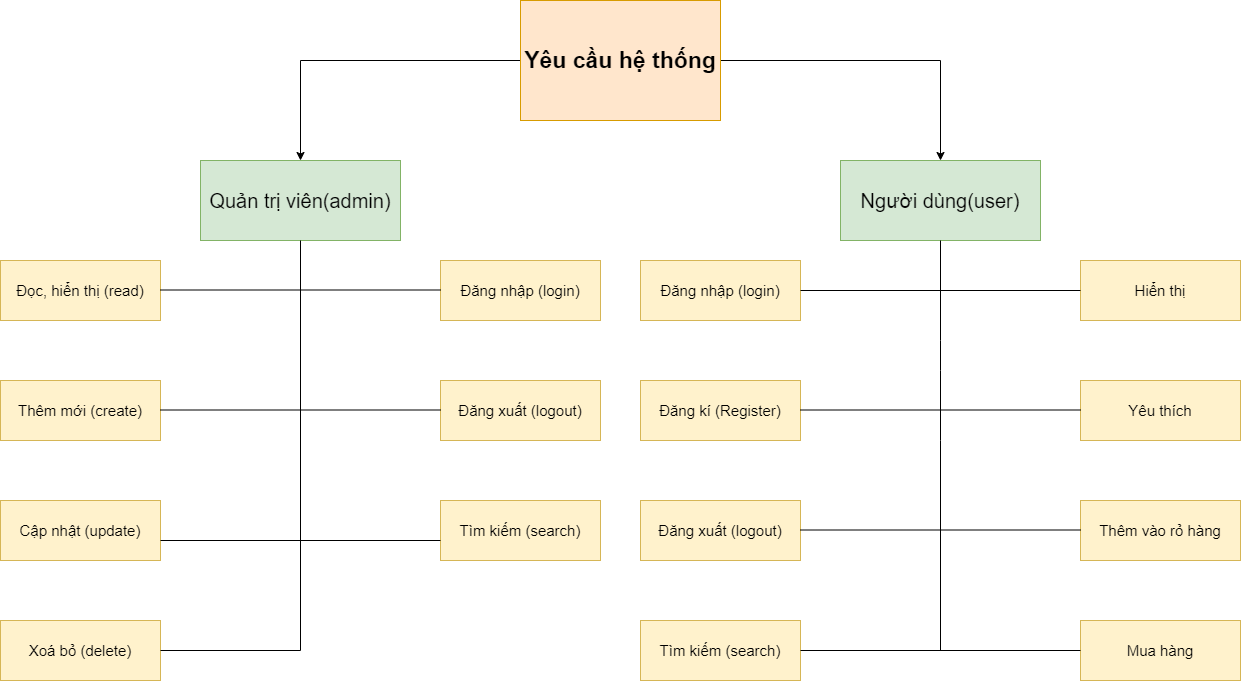 Yêu cầu hệ thống
Quản trị viên(admin)
Người dùng(user)
Đọc, hiển thị (read)
Đăng nhập (login)
Đăng nhập (login)
Hiển thị
Thêm mới (create)
Đăng xuất (logout)
Đăng kí (Register)
Yêu thích
Cập nhật (update)
Tìm kiếm (search)
Đăng xuất (logout)
Thêm vào rỏ hàng
Xoá bỏ (delete)
Tìm kiếm (search)
Mua hàng